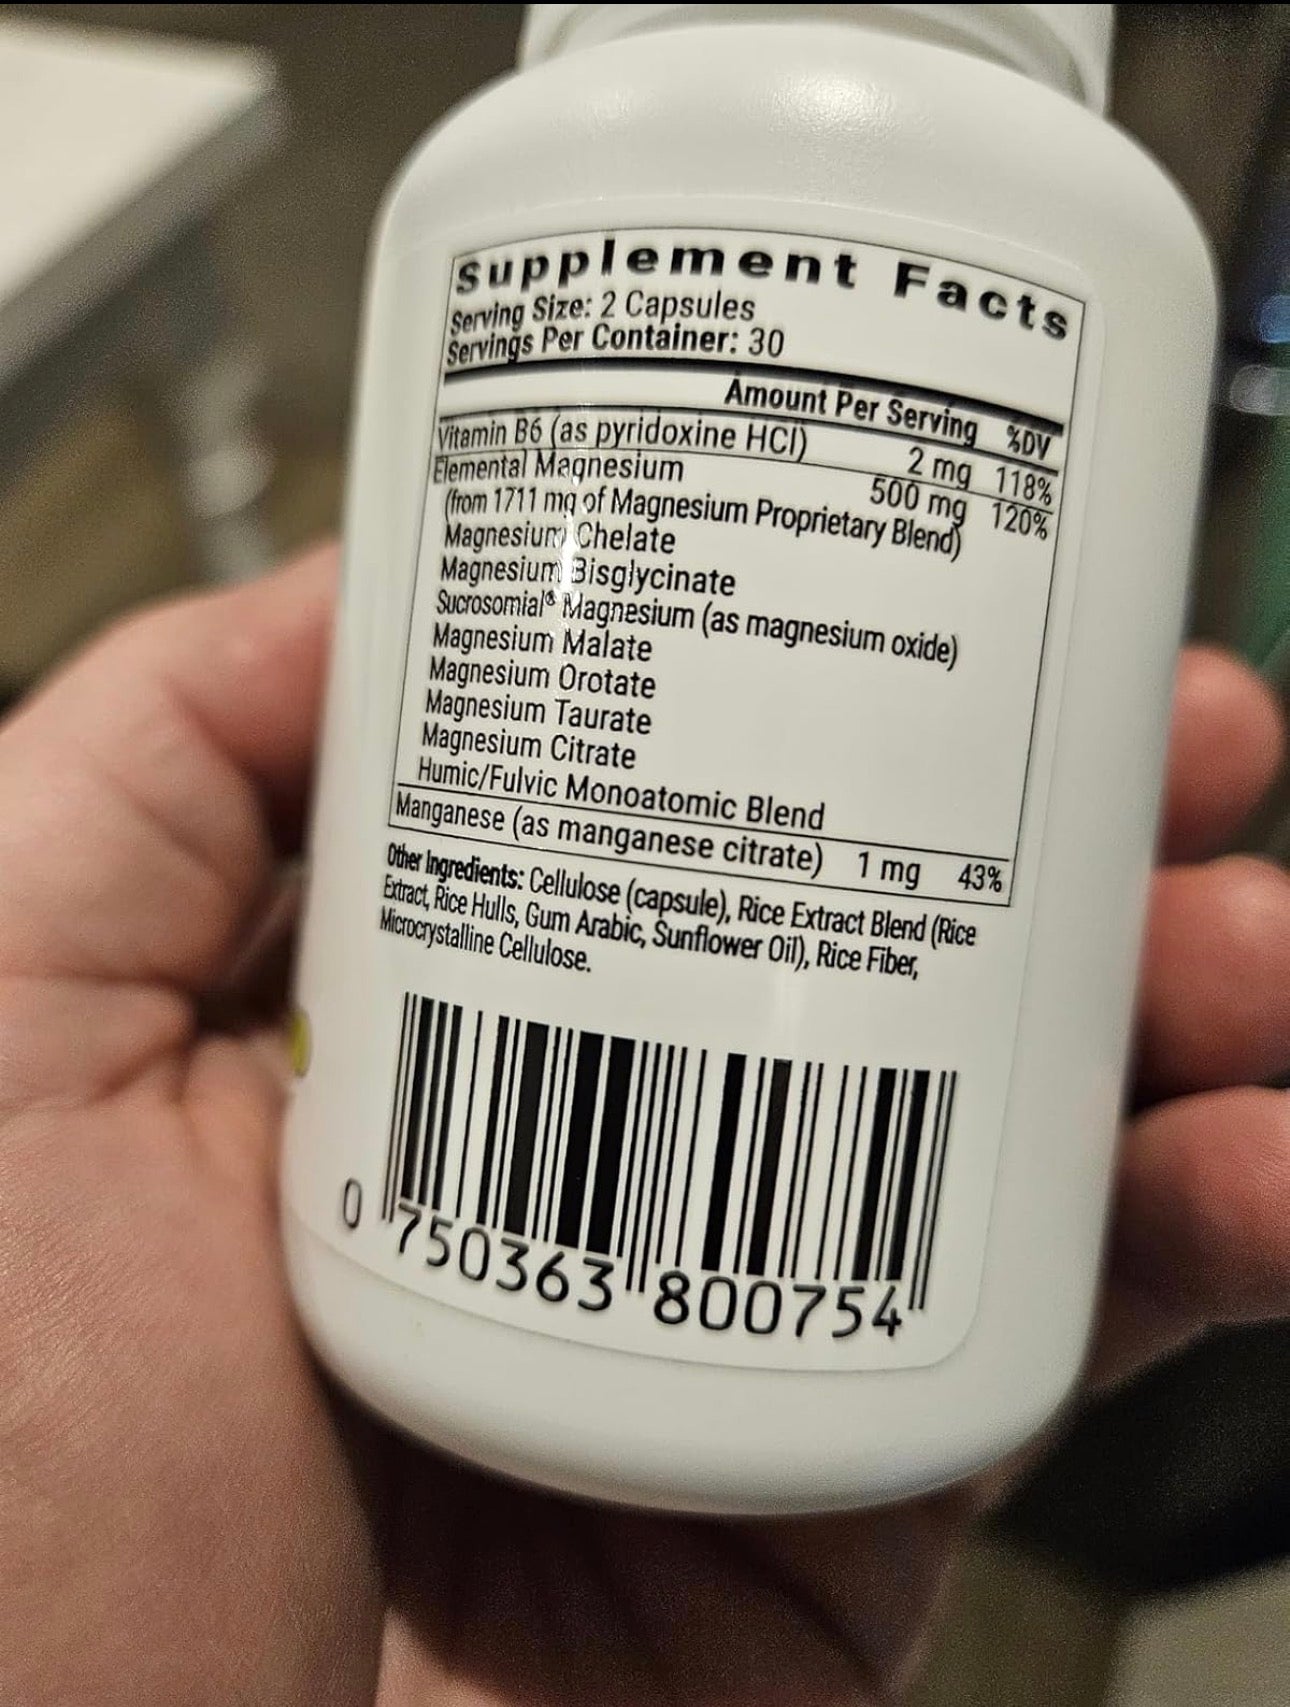 Supplement Facts
Serving Size: 2 Capsules
Servings Per Container: 30
Amount Per Serving %DV
Vitamin B6 (as pyridoxine HCl) 2 mg 118%
Elemental Magnesium 500 mg 120%
(from 1711 mg of Magnesium Proprietary Blend)
Magnesium Chelate
Magnesium Bisglycinate
Sucrosomial® Magnesium (as magnesium oxide)
Magnesium Malate
Magnesium Orotate
Magnesium Taurate
Magnesium Citrate
Humic/Fulvic Monoatomic Blend
Manganese (as manganese citrate) 1 mg 43%
Other Ingredients: Cellulose (capsule), Rice Extract Blend (Rice
Extract, Rice Hulls, Gum Arabic, Sunflower Oil), Rice Fiber,
Microcrystalline Cellulose.
0 750363 800754